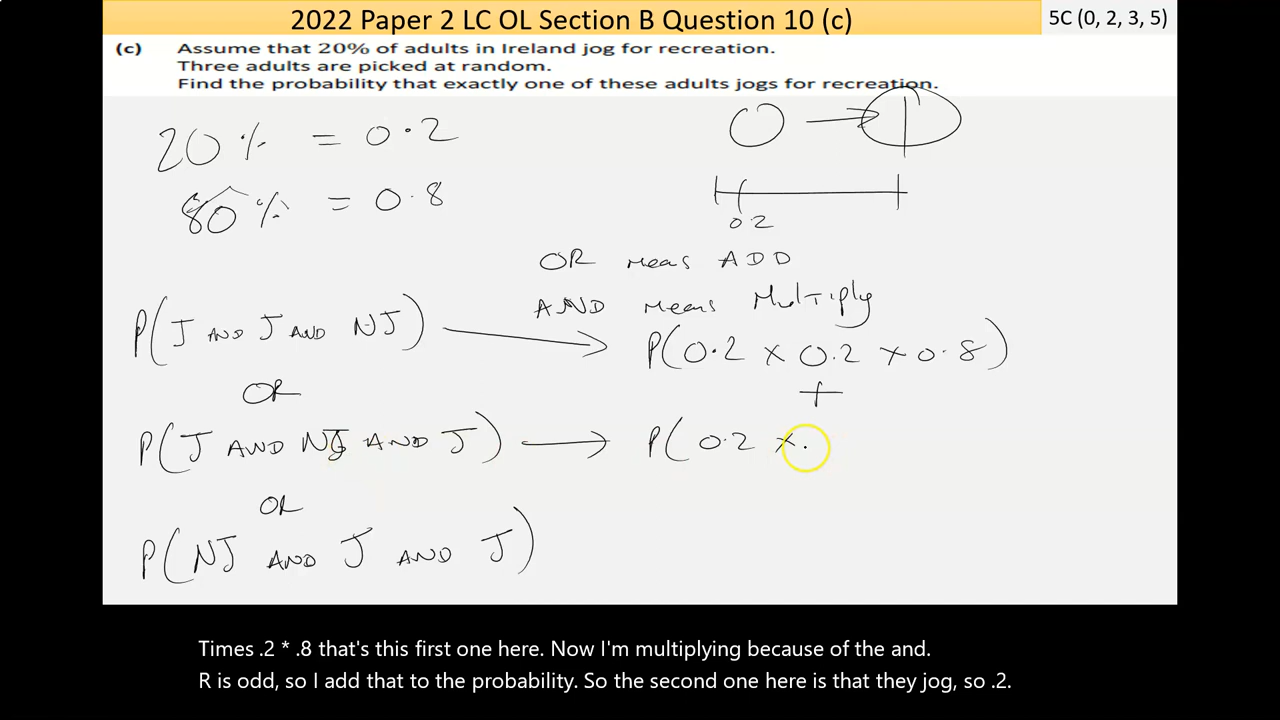 2022 Paper 2 LC OL Section B Question 10 (c)
5C (0, 2, 3, 5)
(c) Assume that 20% of adults in Ireland jog for recreation.
Three adults are picked at random.
Find the probability that exactly one of these adults jogs for recreation.
20% = 0.2
80% = 0.8
0.2
OR means ADD
AND means Multiply
P(J AND J AND NJ) → P(0.2 × 0.2 × 0.8)
OR +
P(J AND NJ AND J) → P(0.2 × .
OR
P(NJ AND J AND J)
Times .2 * .8 that's this first one here. Now I'm multiplying because of the and.
R is odd, so I add that to the probability. So the second one here is that they jog, so .2.